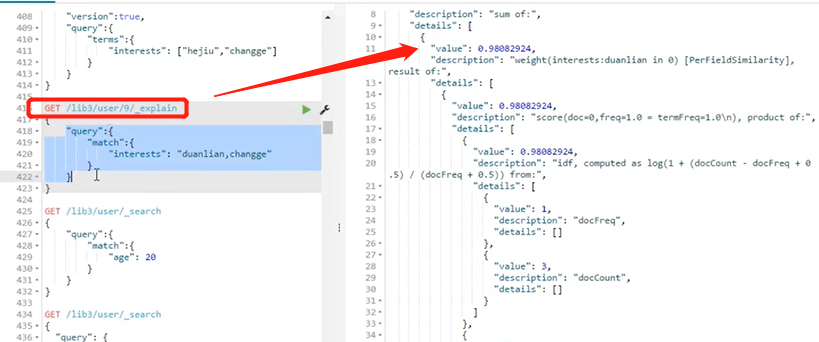 408 "version":true,
409 "query":{
410 "terms":{
411 "interests": ["hejiu","changge"]
412 }
413 }
414 }
415
416 GET /lib3/user/9/_explain
417 {
418 "query":{
419 "match":{
420 "interests": "duanlian,changge"
421 }
422 }
423 }
424
425 GET /lib3/user/_search
426 {
427 "query":{
428 "match":{
429 "age": 20
430 }
431 }
432 }
433
434 GET /lib3/user/_search
435 {
436 "query": {
8 "description": "sum of:",
9 "details": [
10 {
11 "value": 0.98082924,
12 "description": "weight(interests:duanlian in 0) [PerFieldSimilarity],
result of:",
13 "details": [
14 {
15 "value": 0.98082924,
16 "description": "score(doc=0,freq=1.0 = termFreq=1.0\n), product of:",
17 "details": [
18 {
19 "value": 0.98082924,
20 "description": "idf, computed as log(1 + (docCount - docFreq + 0
.5) / (docFreq + 0.5)) from:",
21 "details": [
22 {
23 "value": 1,
24 "description": "docFreq",
25 "details": []
26 },
27 {
28 "value": 3,
29 "description": "docCount",
30 "details": []
31 }
32 ]
33 },
34 {